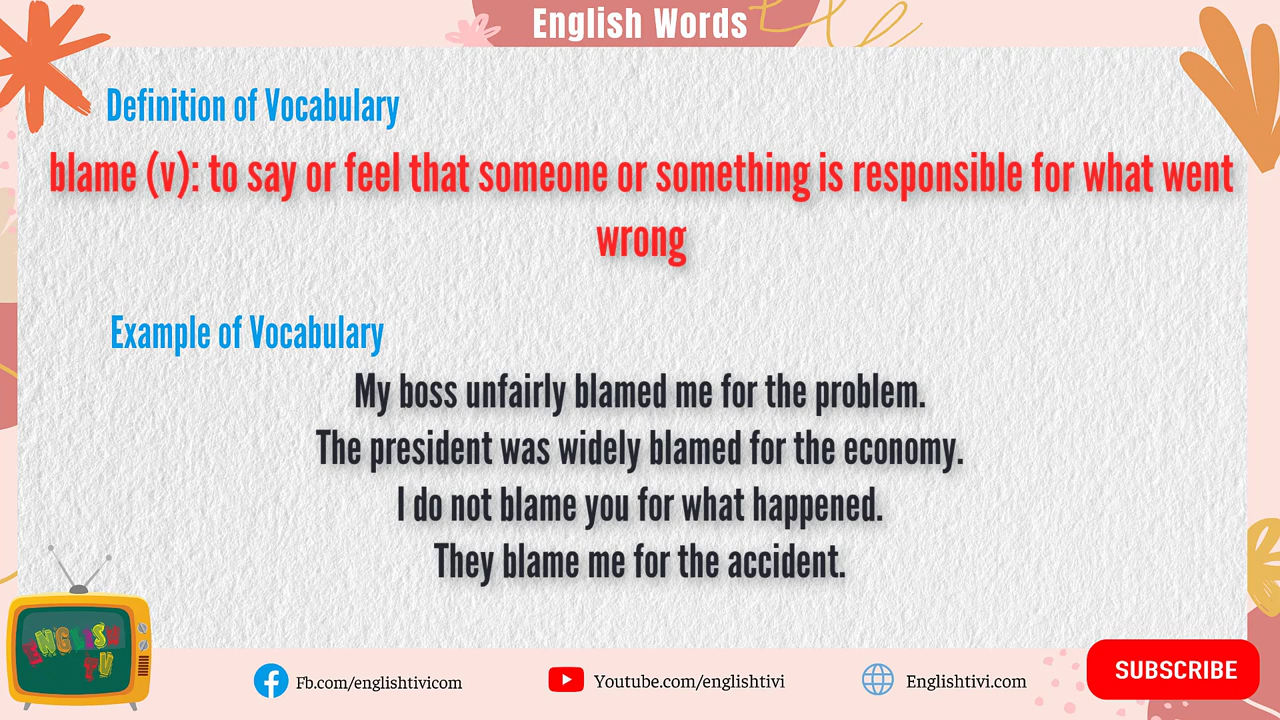 English Words
Definition of Vocabulary
blame (v): to say or feel that someone or something is responsible for what went
wrong
Example of Vocabulary
My boss unfairly blamed me for the problem.
The president was widely blamed for the economy.
I do not blame you for what happened.
They blame me for the accident.
ENGLISH
TV
Fb.com/englishtivicom
Youtube.com/englishtivi
Englishtivi.com
SUBSCRIBE